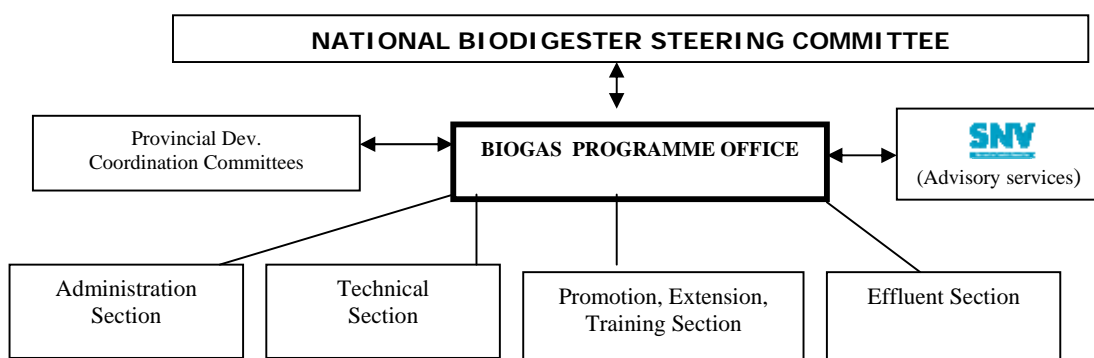 NATIONAL BIODIGESTER STEERING COMMITTEE
Provincial Dev.
Coordination Committees
BIOGAS PROGRAMME OFFICE
SNV
(Advisory services)
Administration
Section
Technical
Section
Promotion, Extension,
Training Section
Effluent Section